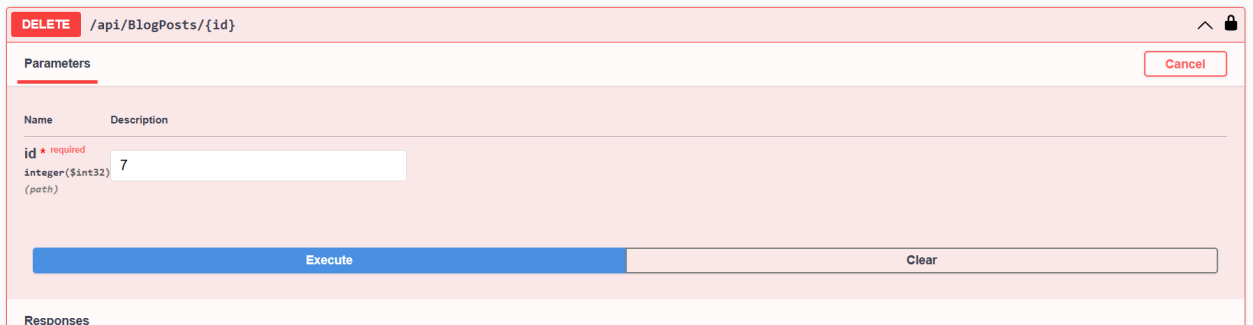 DELETE /api/BlogPosts/{id}
Parameters Cancel
Name Description
id * required
integer($int32)
(path)
7
Execute Clear
Responses